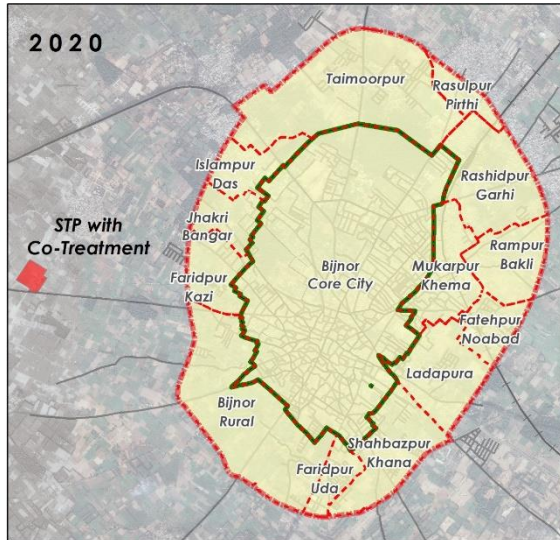 2020
Taimoorpur
Rasulpur
Pirthi
Islampur
Das
Rashidpur
Garhi
STP with
Co-Treatment
Jhakri
Bangar
Rampur
Bakli
Bijnor
Core City
Mukarpur
Khema
Faridpur
Kazi
Fatehpur
Noabad
Ladapura
Bijnor
Rural
Shahbazpur
Khana
Faridpur
Uda